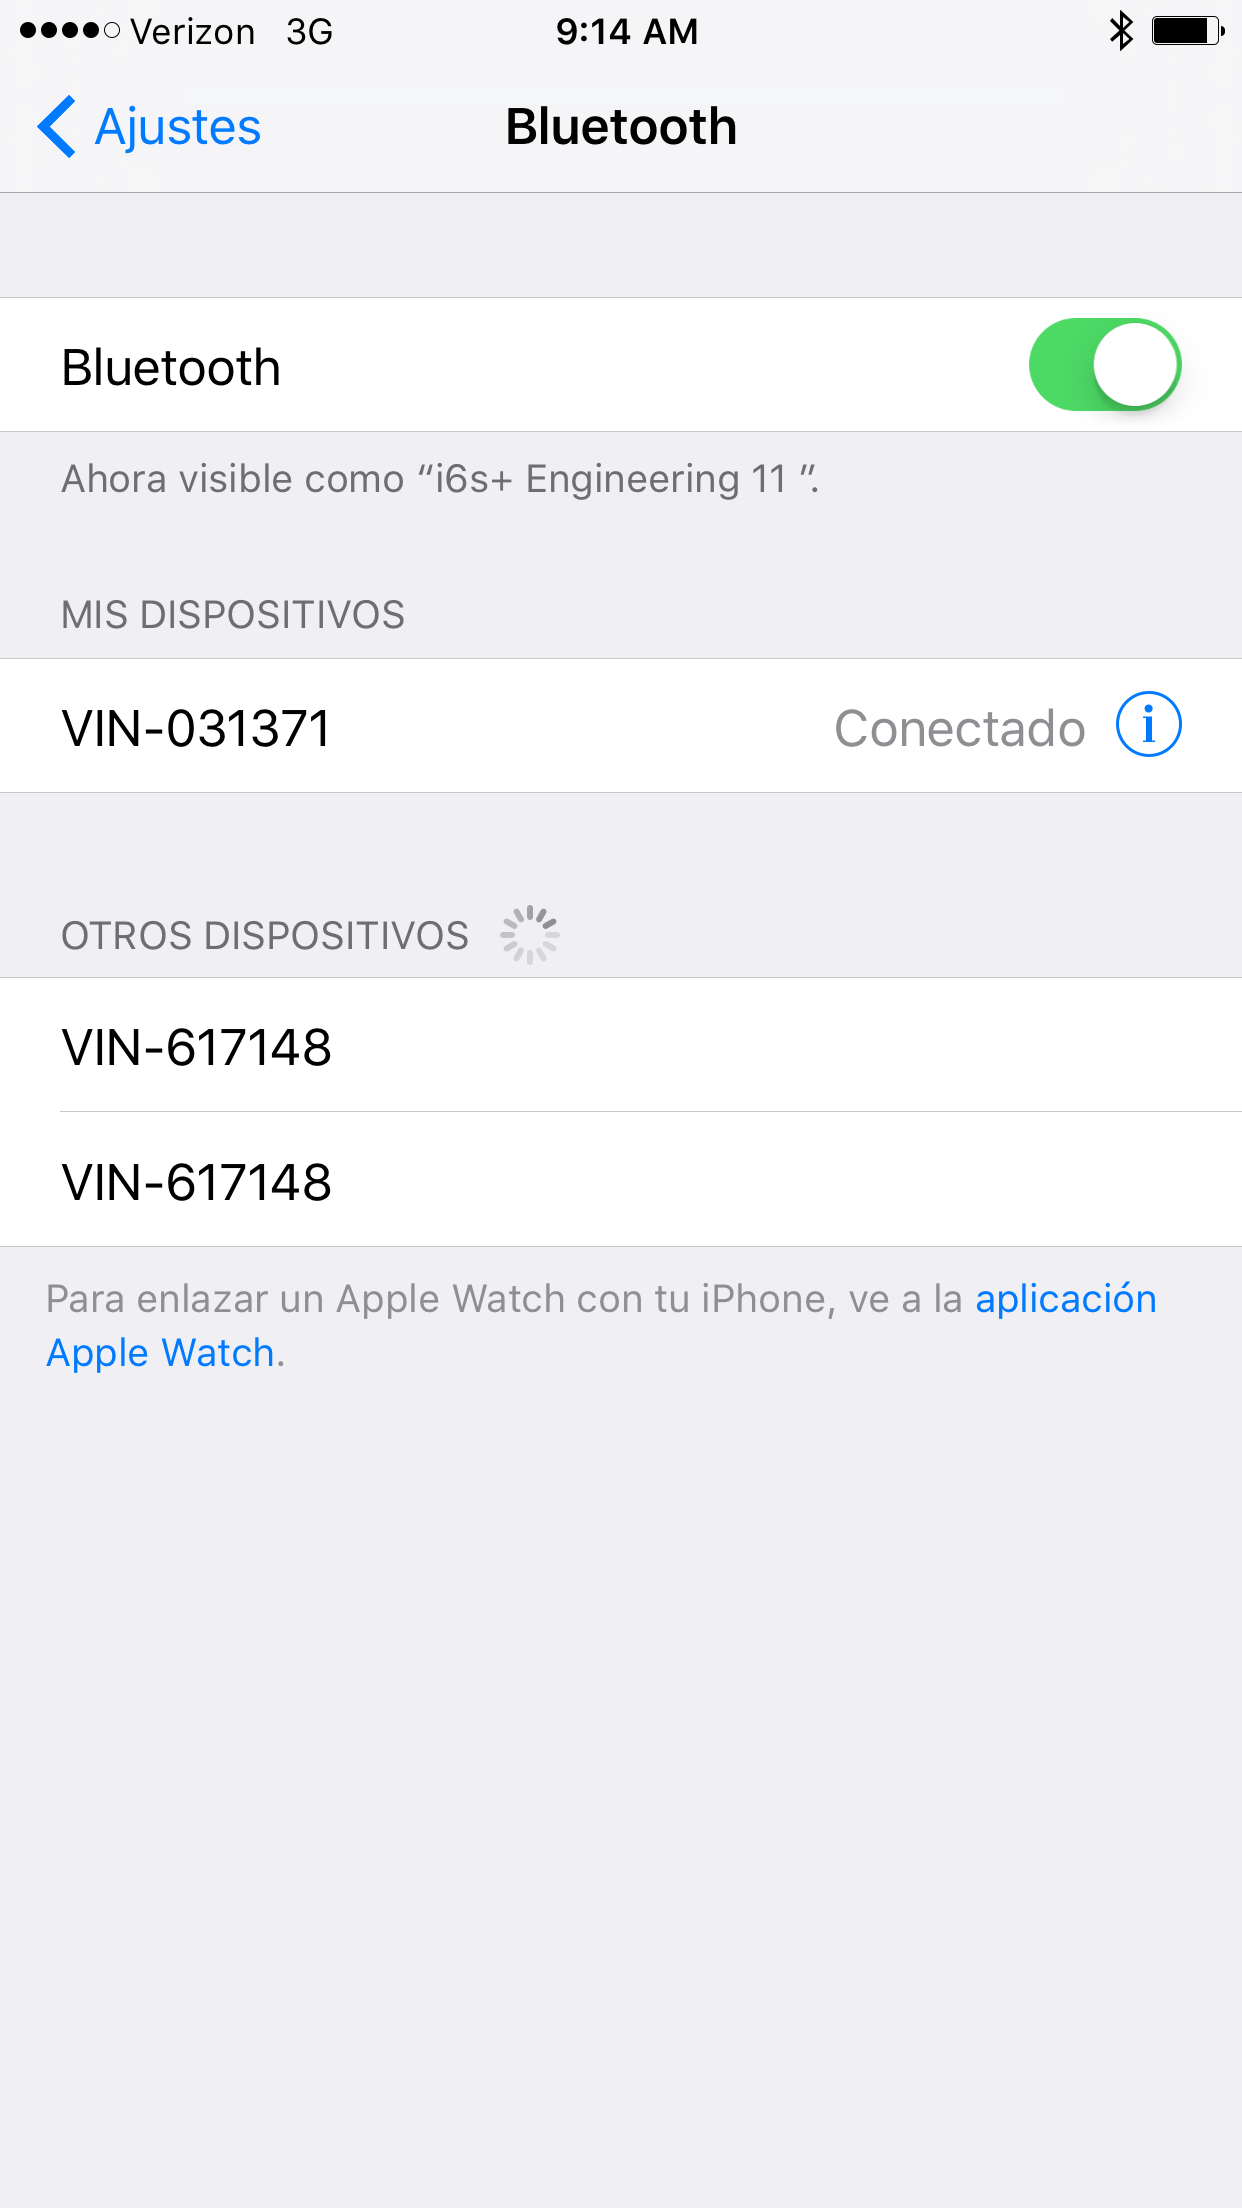 Verizon 3G 9:14 AM
Ajustes Bluetooth
Bluetooth
Ahora visible como “i6s+ Engineering 11 ”.
MIS DISPOSITIVOS
VIN-031371 Conectado
OTROS DISPOSITIVOS
VIN-617148
VIN-617148
Para enlazar un Apple Watch con tu iPhone, ve a la aplicación
Apple Watch.